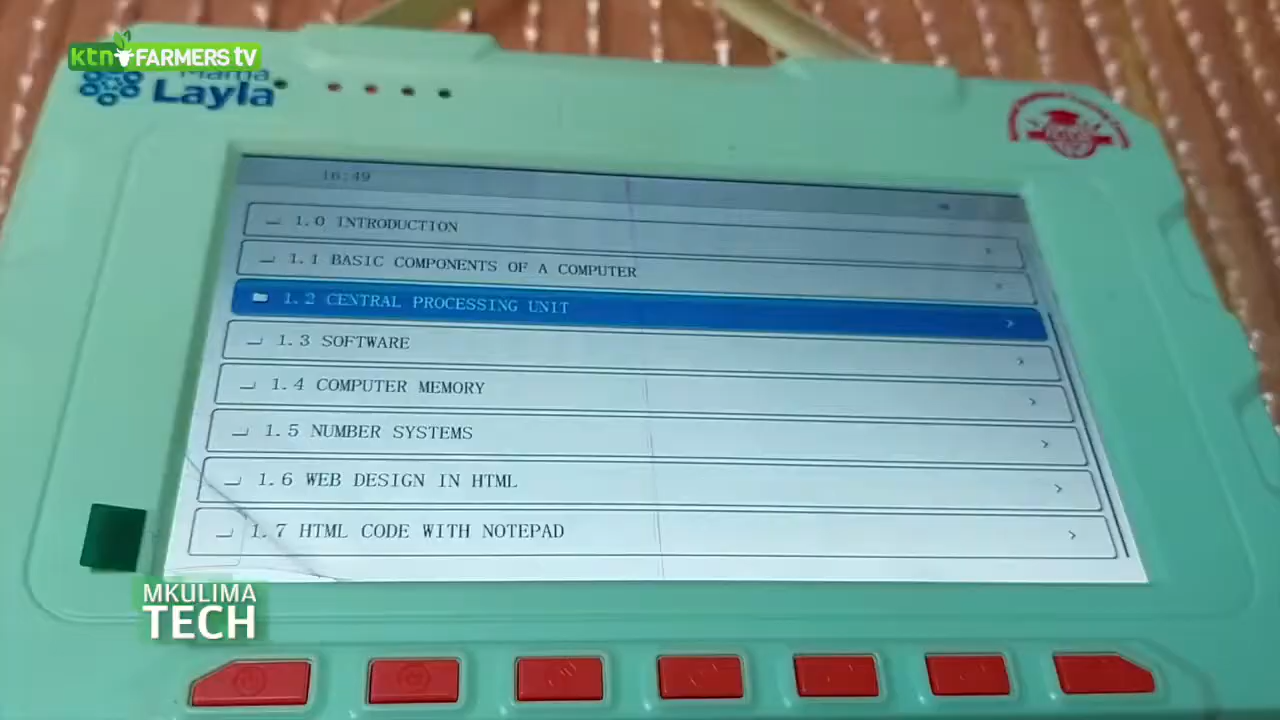 ktn FARMERS tv
Mama
Layla
16:49
1.0 INTRODUCTION
1.1 BASIC COMPONENTS OF A COMPUTER
1.2 CENTRAL PROCESSING UNIT
1.3 SOFTWARE
1.4 COMPUTER MEMORY
1.5 NUMBER SYSTEMS
1.6 WEB DESIGN IN HTML
1.7 HTML CODE WITH NOTEPAD
MKULIMA
TECH